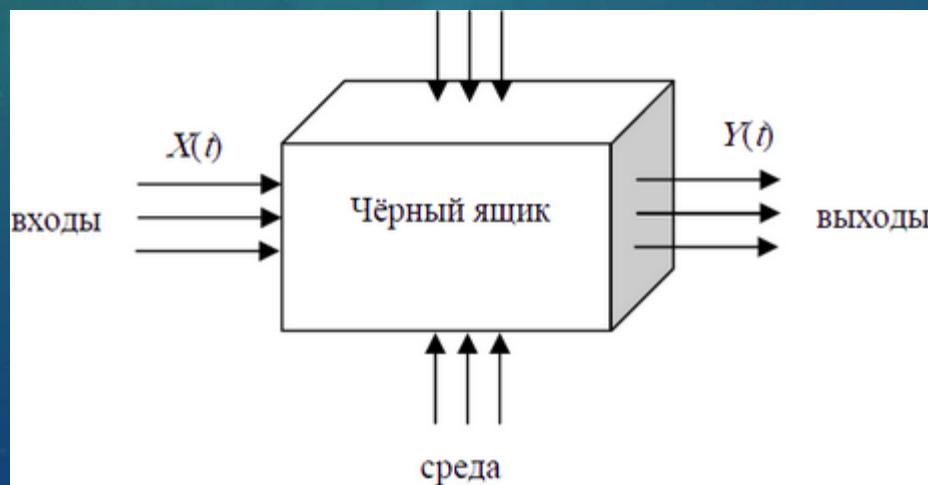 X(t)
Y(t)
Чёрный ящик
входы
выходы
среда